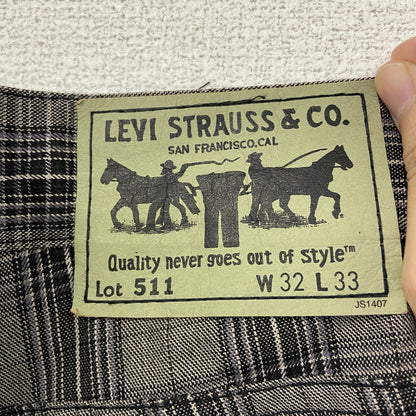 LEVI STRAUSS & CO.
SAN FRANCISCO.CAL
Quality never goes out of Style™
Lot 511 W 32 L 33
JS1407